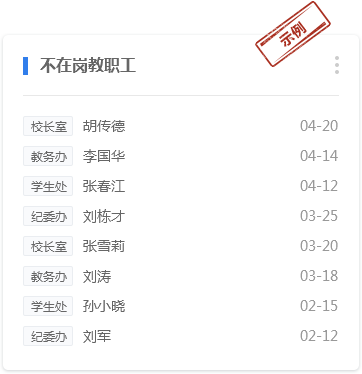 示例
不在岗教职工
校长室 胡传德 04-20
教务办 李国华 04-14
学生处 张春江 04-12
纪委办 刘栋才 03-25
校长室 张雪莉 03-20
教务办 刘涛 03-18
学生处 孙小晓 02-15
纪委办 刘军 02-12